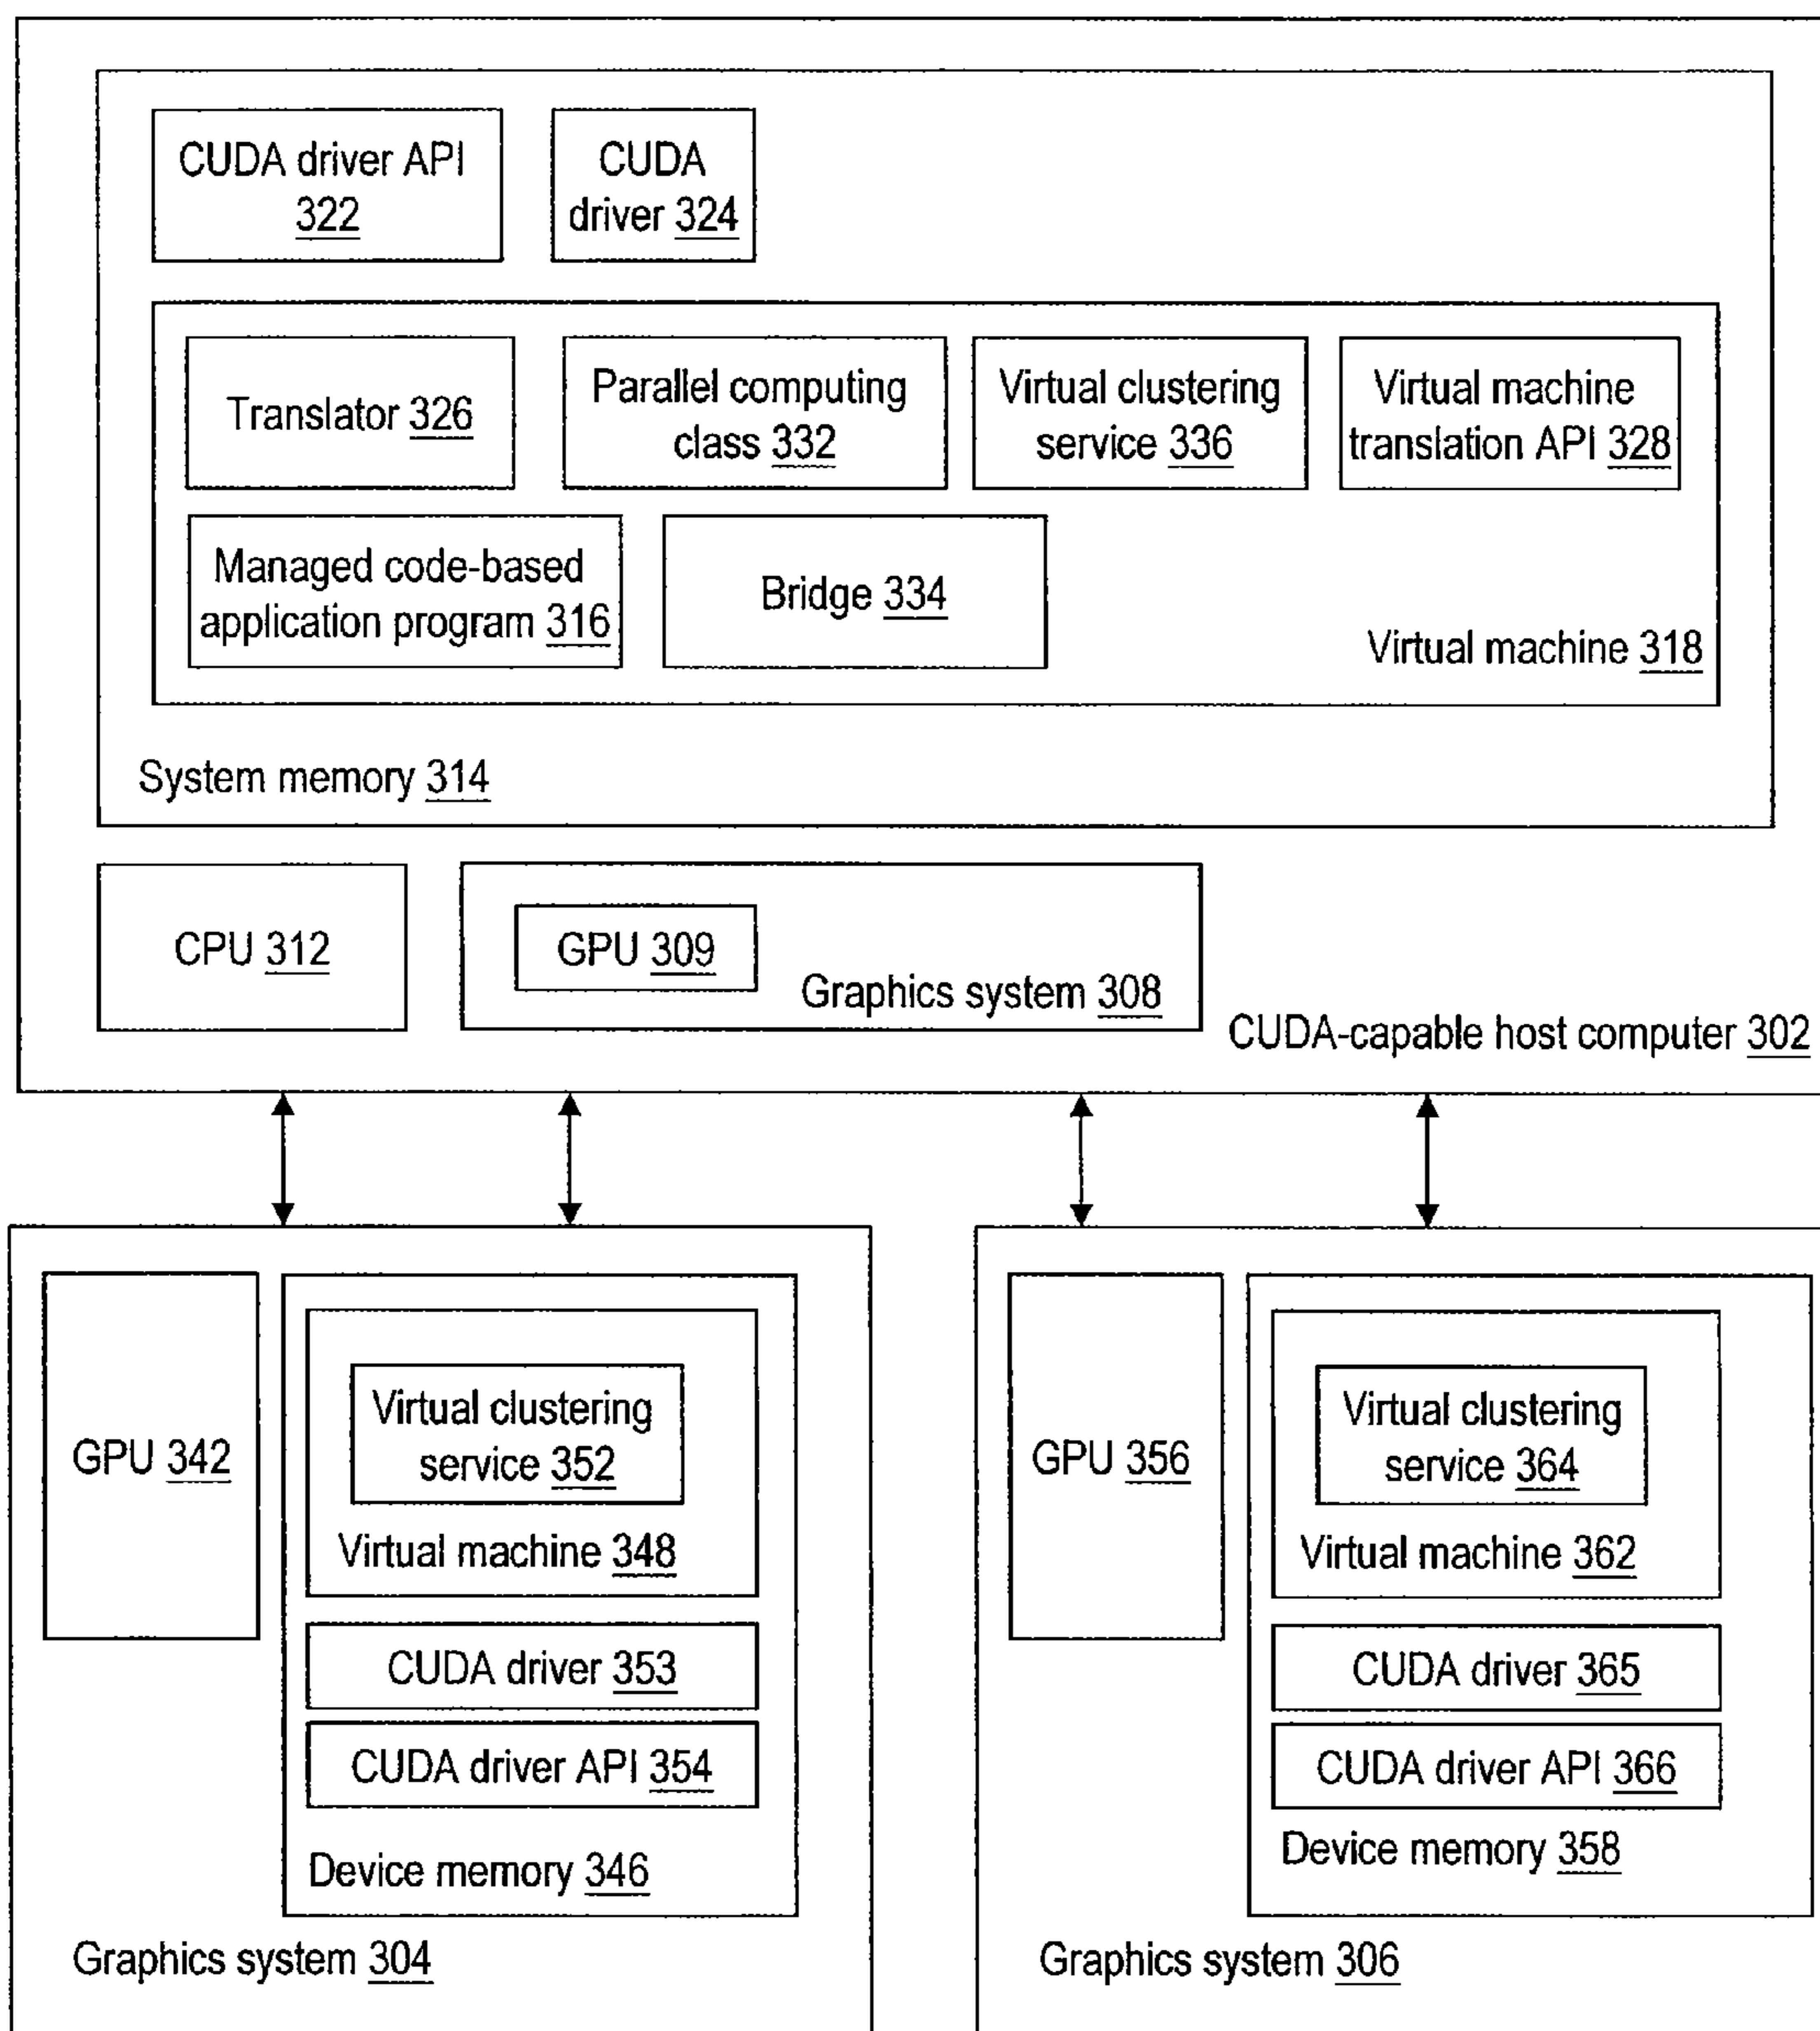 CUDA driver API
322
CUDA
driver 324
Translator 326
Parallel computing
class 332
Virtual clustering
service 336
Virtual machine
translation API 328
Managed code-based
application program 316
Bridge 334
Virtual machine 318
System memory 314
CPU 312
GPU 309
Graphics system 308
CUDA-capable host computer 302
GPU 342
Virtual clustering
service 352
Virtual machine 348
CUDA driver 353
CUDA driver API 354
Device memory 346
Graphics system 304
GPU 356
Virtual clustering
service 364
Virtual machine 362
CUDA driver 365
CUDA driver API 366
Device memory 358
Graphics system 306